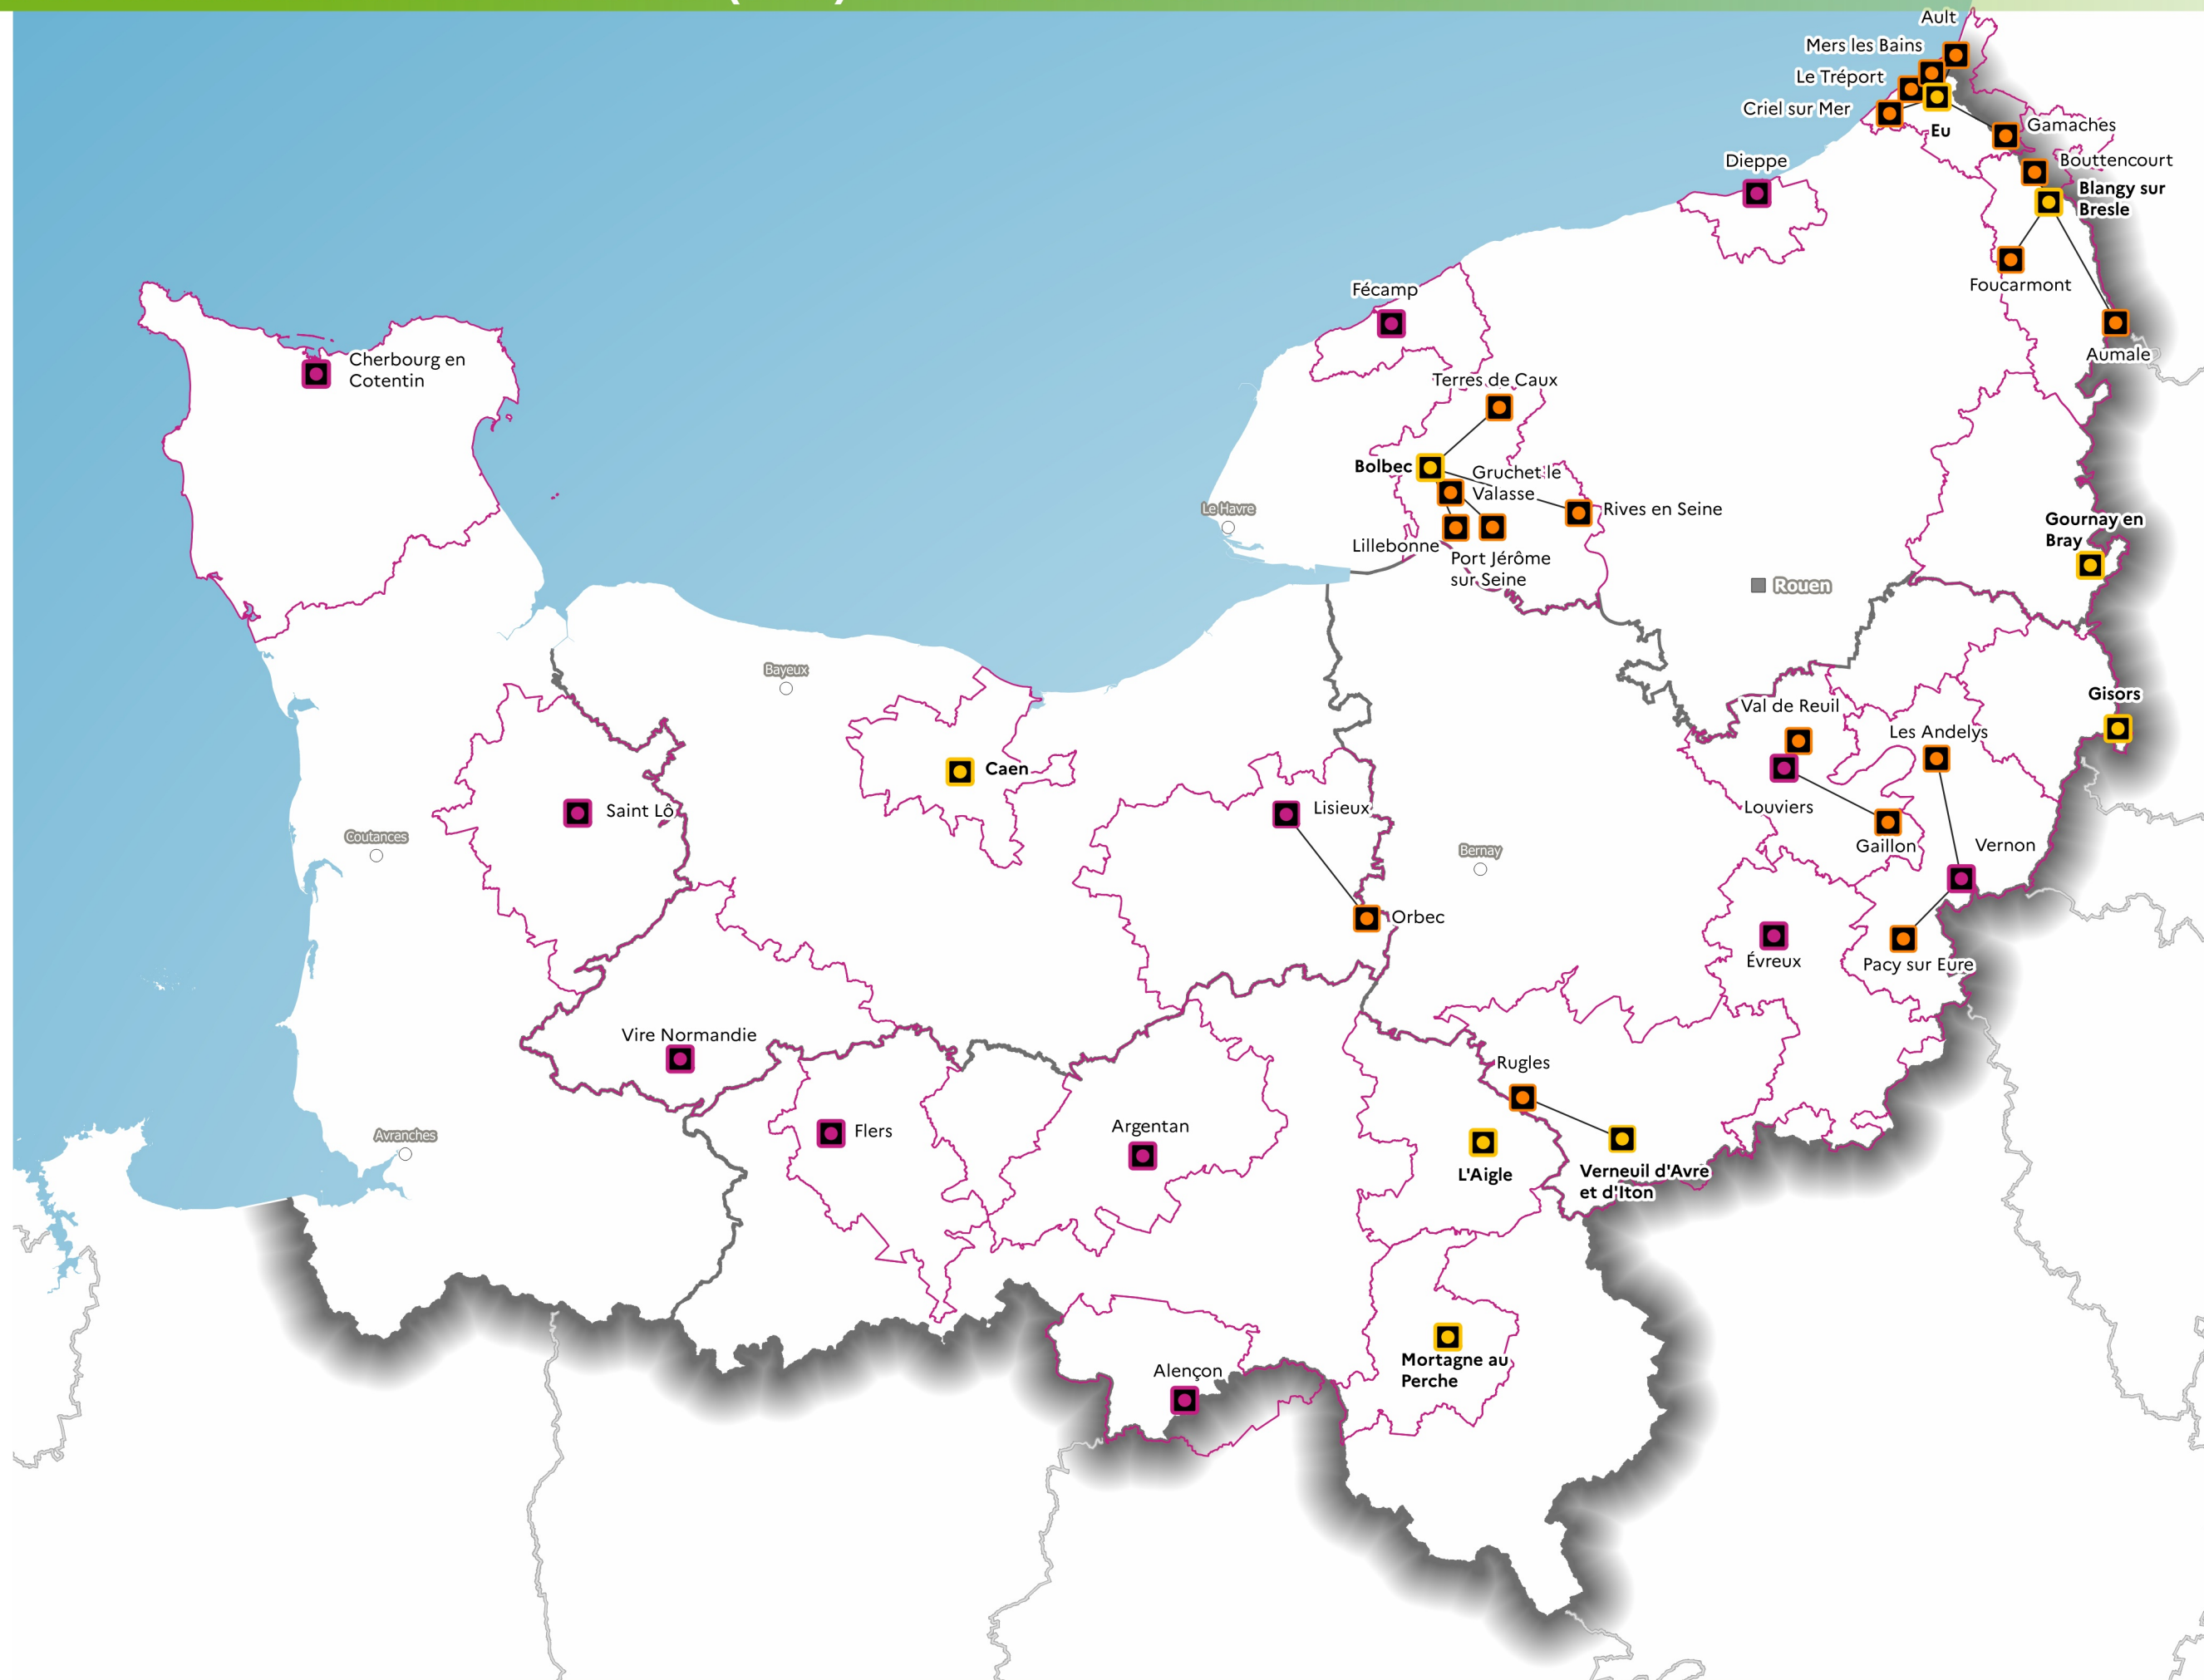 Ault
Mers les Bains
Le Tréport
Criel sur Mer
Eu
Gamaches
Dieppe
Bouttencourt
Blangy sur
Bresle
Foucarmont
Fécamp
Aumale
Cherbourg en
Cotentin
Terres de Caux
Bolbec
Gruchet le
Valasse
Rives en Seine
Le Havre
Lillebonne
Port Jérôme
sur Seine
Gournay en
Bray
Rouen
Bayeux
Gisors
Val de Reuil
Les Andelys
Caen
Saint Lô
Lisieux
Louviers
Coutances
Gaillon
Vernon
Bernay
Orbec
Évreux
Pacy sur Eure
Vire Normandie
Rugles
Flers
Argentan
Avranches
L'Aigle
Verneuil d'Avre
et d'Iton
Mortagne au
Perche
Alençon